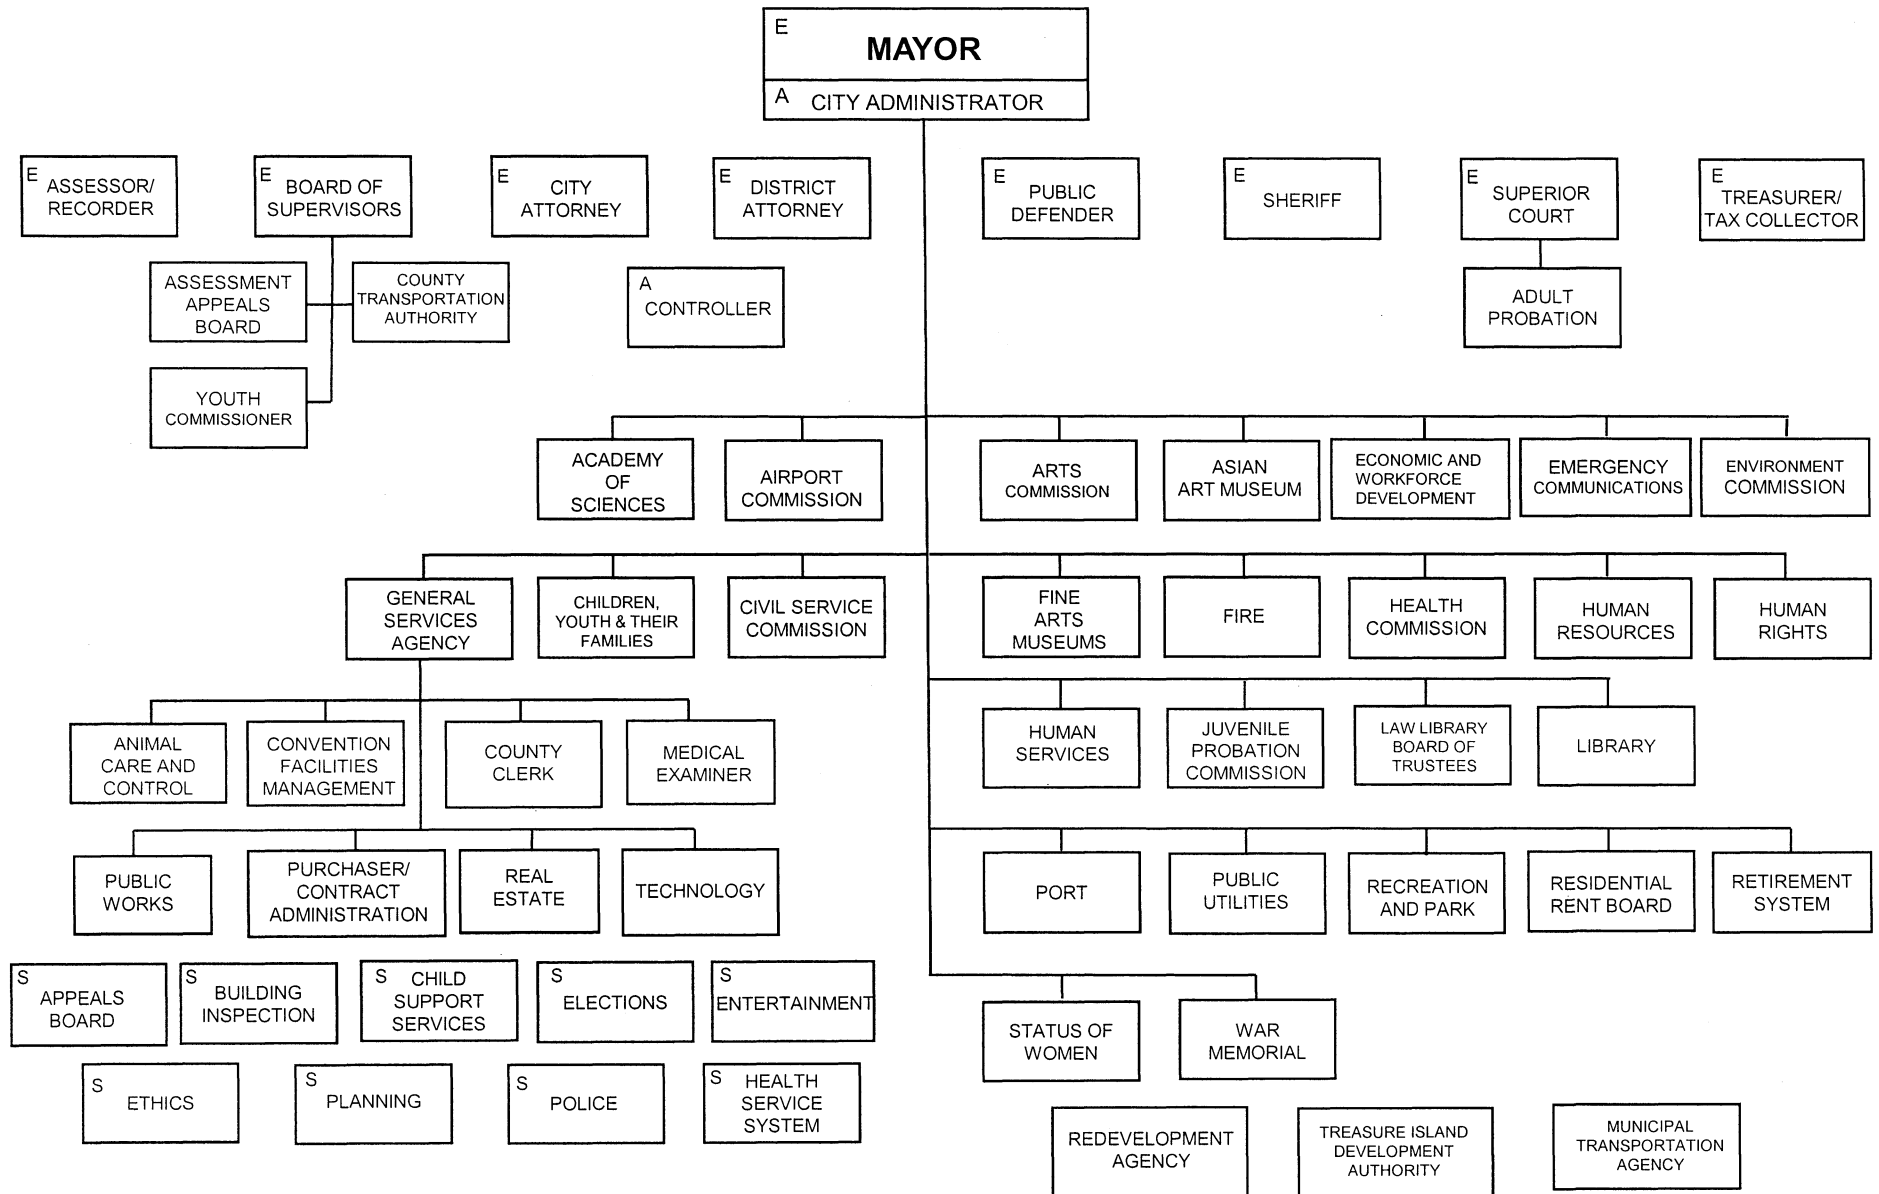 E
MAYOR
A CITY ADMINISTRATOR
E ASSESSOR/
RECORDER
E BOARD OF
SUPERVISORS
E CITY
ATTORNEY
E DISTRICT
ATTORNEY
E PUBLIC
DEFENDER
E SHERIFF
E SUPERIOR
COURT
E TREASURER/
TAX COLLECTOR
ASSESSMENT
APPEALS
BOARD
COUNTY
TRANSPORTATION
AUTHORITY
A
CONTROLLER
ADULT
PROBATION
YOUTH
COMMISSIONER
ACADEMY
OF
SCIENCES
AIRPORT
COMMISSION
ARTS
COMMISSION
ASIAN
ART MUSEUM
ECONOMIC AND
WORKFORCE
DEVELOPMENT
EMERGENCY
COMMUNICATIONS
ENVIRONMENT
COMMISSION
GENERAL
SERVICES
AGENCY
CHILDREN,
YOUTH & THEIR
FAMILIES
CIVIL SERVICE
COMMISSION
FINE
ARTS
MUSEUMS
FIRE
HEALTH
COMMISSION
HUMAN
RESOURCES
HUMAN
RIGHTS
ANIMAL
CARE AND
CONTROL
CONVENTION
FACILITIES
MANAGEMENT
COUNTY
CLERK
MEDICAL
EXAMINER
HUMAN
SERVICES
JUVENILE
PROBATION
COMMISSION
LAW LIBRARY
BOARD OF
TRUSTEES
LIBRARY
PUBLIC
WORKS
PURCHASER/
CONTRACT
ADMINISTRATION
REAL
ESTATE
TECHNOLOGY
PORT
PUBLIC
UTILITIES
RECREATION
AND PARK
RESIDENTIAL
RENT BOARD
RETIREMENT
SYSTEM
S
APPEALS
BOARD
S
BUILDING
INSPECTION
S CHILD
SUPPORT
SERVICES
S
ELECTIONS
S
ENTERTAINMENT
STATUS OF
WOMEN
WAR
MEMORIAL
S
ETHICS
S
PLANNING
S
POLICE
S HEALTH
SERVICE
SYSTEM
REDEVELOPMENT
AGENCY
TREASURE ISLAND
DEVELOPMENT
AUTHORITY
MUNICIPAL
TRANSPORTATION
AGENCY